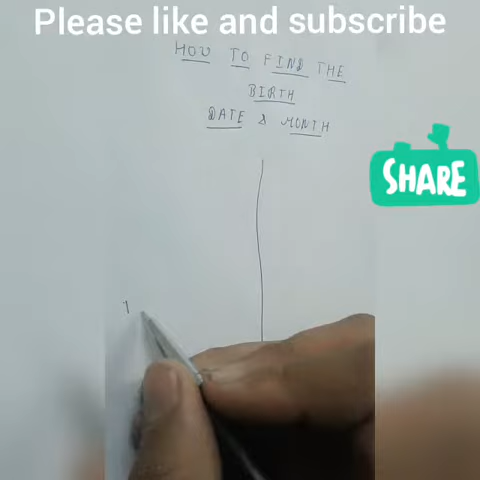 Please like and subscribe
HOW TO FIND THE
BIRTH
DATE & MONTH
SHARE
1